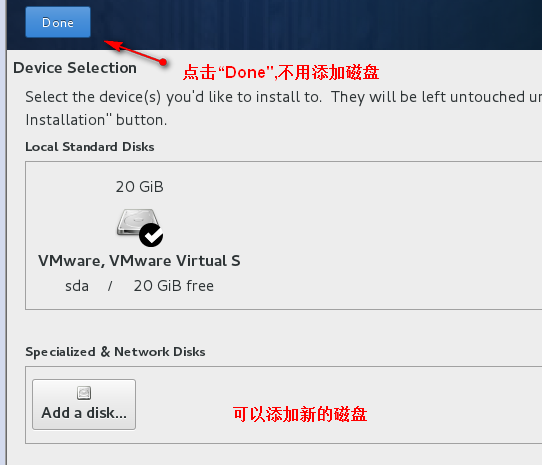 Done
点击“Done”,不用添加磁盘
Device Selection
Select the device(s) you'd like to install to.  They will be left untouched un
Installation" button.
Local Standard Disks
20 GiB
VMware, VMware Virtual S
sda / 20 GiB free
Specialized & Network Disks
Add a disk...
可以添加新的磁盘